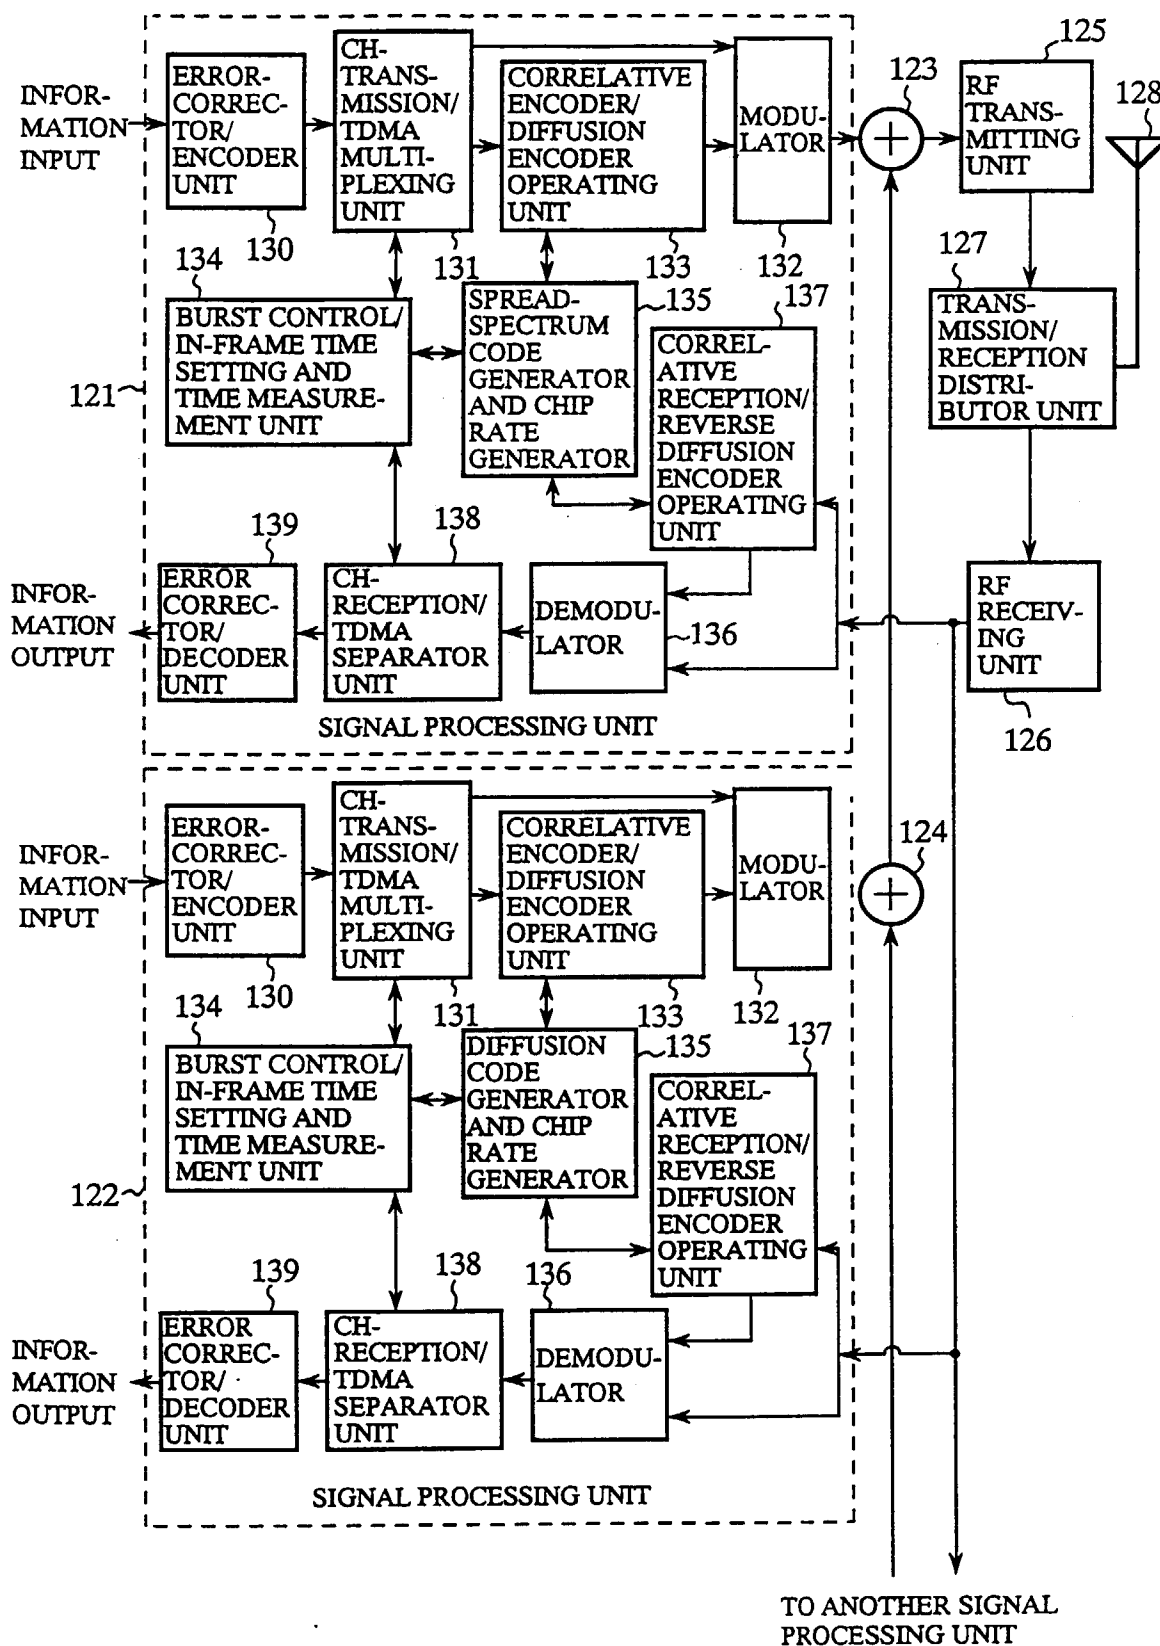 125
123
128
INFOR-
MATION
INPUT
ERROR-
CORREC-
TOR/
ENCODER
UNIT
CH-
TRANS-
MISSION/
TDMA
MULTI-
PLEXING
UNIT
CORRELATIVE
ENCODER/
DIFFUSION
ENCODER
OPERATING
UNIT
MODU-
LATOR
RF
TRANS-
MITTING
UNIT
130
131
133
132
134
135
137
127
BURST CONTROL/
IN-FRAME TIME
SETTING AND
TIME MEASURE-
MENT UNIT
SPREAD-
SPECTRUM
CODE
GENERATOR
AND CHIP
RATE
GENERATOR
CORREL-
ATIVE
RECEPTION/
REVERSE
DIFFUSION
ENCODER
OPERATING
UNIT
TRANS-
MISSION/
RECEPTION
DISTRI-
BUTOR UNIT
121
139
138
INFOR-
MATION
OUTPUT
ERROR
CORREC-
TOR/
DECODER
UNIT
CH-
RECEPTION/
TDMA
SEPARATOR
UNIT
DEMODU-
LATOR
136
RF
RECEIV-
ING
UNIT
126
SIGNAL PROCESSING UNIT
INFOR-
MATION
INPUT
ERROR-
CORREC-
TOR/
ENCODER
UNIT
CH-
TRANS-
MISSION/
TDMA
MULTI-
PLEXING
UNIT
CORRELATIVE
ENCODER/
DIFFUSION
ENCODER
OPERATING
UNIT
MODU-
LATOR
124
130
131
133
132
134
135
137
BURST CONTROL/
IN-FRAME TIME
SETTING AND
TIME MEASURE-
MENT UNIT
DIFFUSION
CODE
GENERATOR
AND CHIP
RATE
GENERATOR
CORREL-
ATIVE
RECEPTION/
REVERSE
DIFFUSION
ENCODER
OPERATING
UNIT
122
139
138
136
INFOR-
MATION
OUTPUT
ERROR
CORREC-
TOR/
DECODER
UNIT
CH-
RECEPTION/
TDMA
SEPARATOR
UNIT
DEMODU-
LATOR
SIGNAL PROCESSING UNIT
TO ANOTHER SIGNAL
PROCESSING UNIT